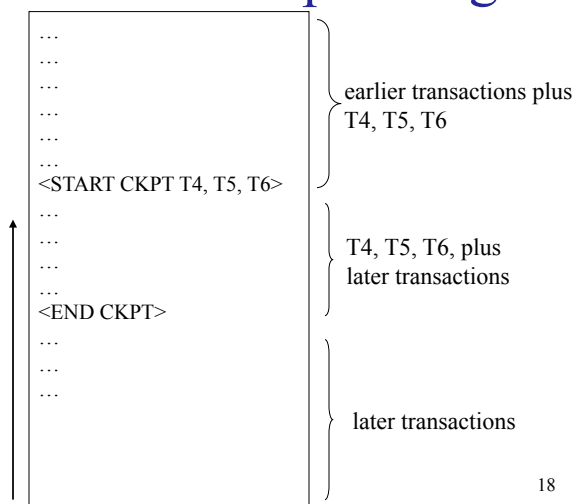 …
…
…
…
…
…
<START CKPT T4, T5, T6>
…
…
…
…
<END CKPT>
…
…
…
earlier transactions plus
T4, T5, T6
T4, T5, T6, plus
later transactions
later transactions
18